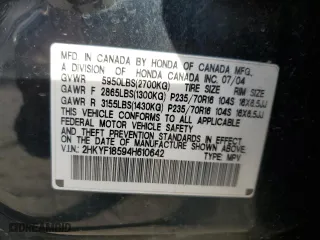 MFD. IN CANADA BY HONDA OF CANADA MFG.,
A DIVISION OF HONDA CANADA INC. 07/04
GVWR 5950LBS(2700KG) TIRE SIZE RIM SIZE
GAWR F 2865LBS(1300KG) P235/70R16 104S 16X6.5JJ
GAWR R 3155LBS(1430KG) P235/70R16 104S 16X6.5JJ
THIS VEHICLE CONFORMS TO ALL APPLICABLE
FEDERAL MOTOR VEHICLE SAFETY STANDARDS IN
EFFECT ON THE DATE OF MANUFACTURE SHOWN ABOVE.
V.I.N: 2HKYF18594H610642 TYPE: MPV